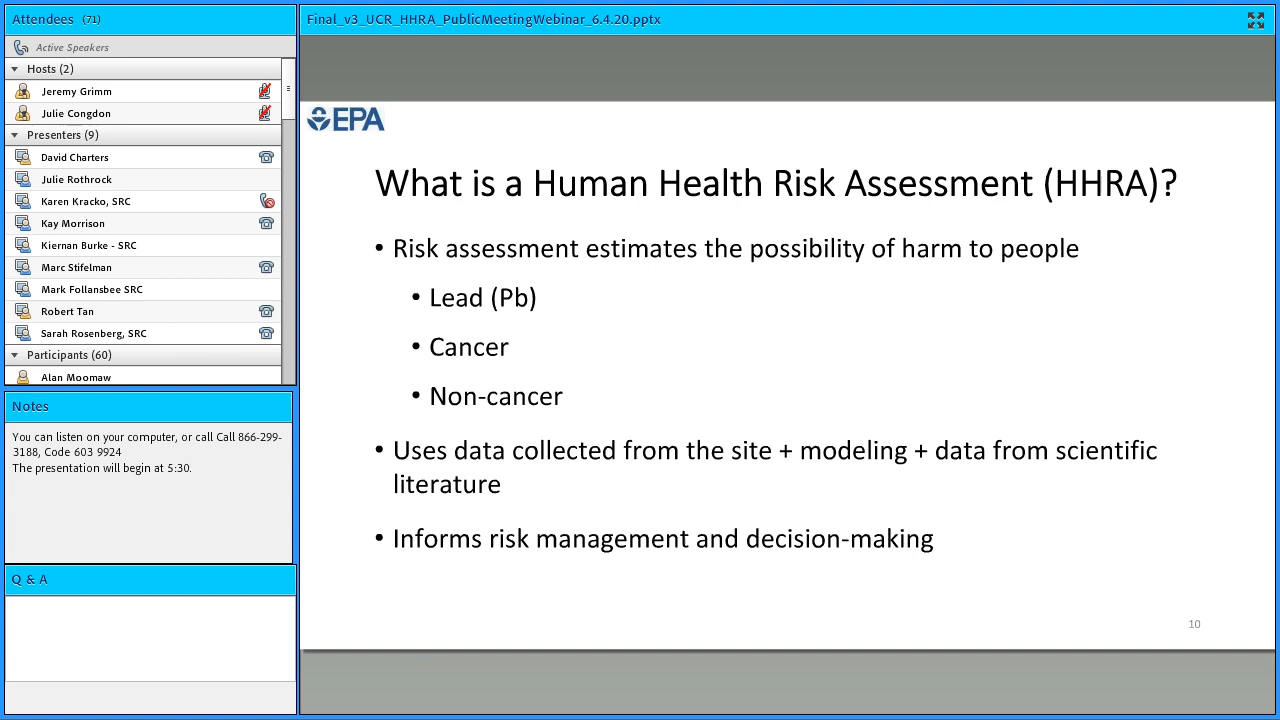 Attendees (71)
Active Speakers
Hosts (2)
Jeremy Grimm
Julie Congdon
Presenters (9)
David Charters
Julie Rothrock
Karen Kracko, SRC
Kay Morrison
Kiernan Burke - SRC
Marc Stifelman
Mark Follansbee SRC
Robert Tan
Sarah Rosenberg, SRC
Participants (60)
Alan Moomaw
Notes
You can listen on your computer, or call Call 866-299-
3188, Code 603 9924
The presentation will begin at 5:30.
Q & A
Final_v3_UCR_HHRA_PublicMeetingWebinar_6.4.20.pptx
EPA
What is a Human Health Risk Assessment (HHRA)?
• Risk assessment estimates the possibility of harm to people
• Lead (Pb)
• Cancer
• Non-cancer
• Uses data collected from the site + modeling + data from scientific
literature
• Informs risk management and decision-making
10